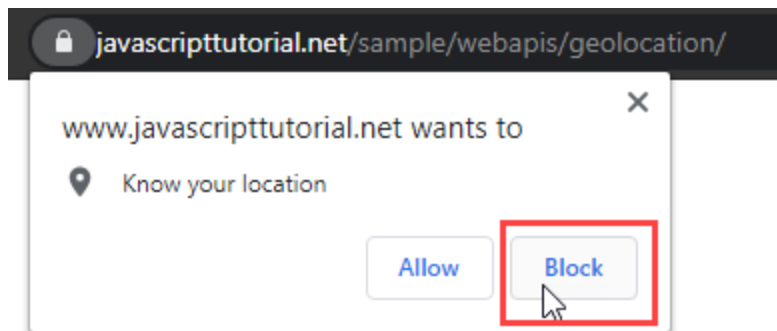 javascripttutorial.net/sample/webapis/geolocation/
www.javascripttutorial.net wants to
Know your location
Allow Block